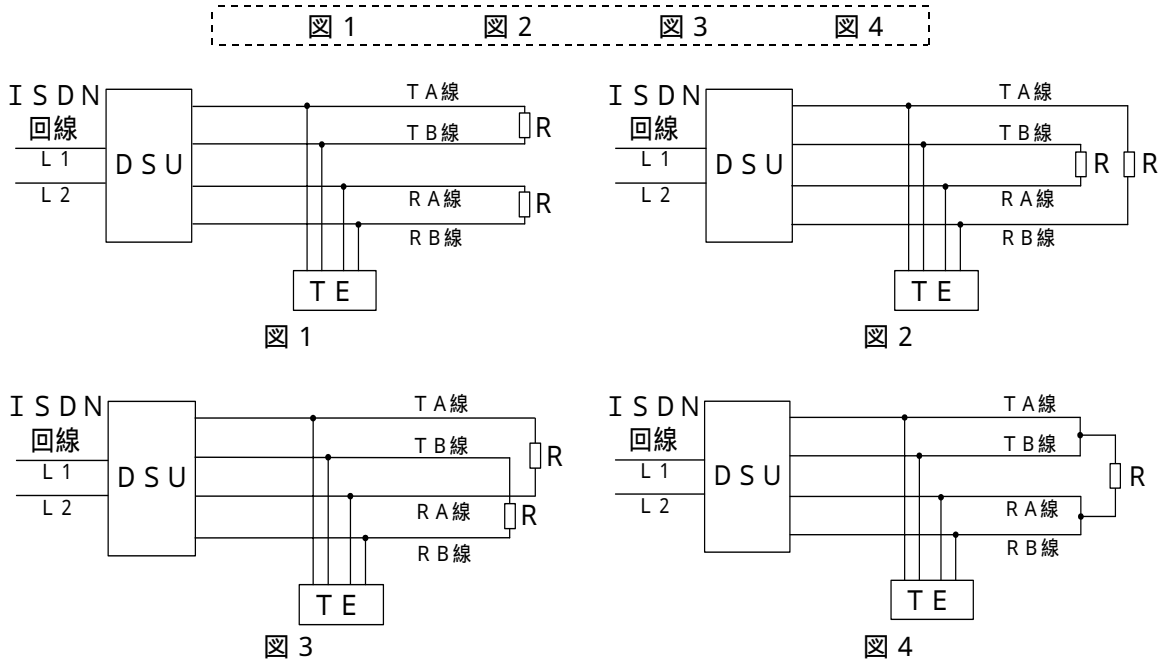 図１ 図２ 図３ 図４
ＩＳＤＮ
回線
Ｌ１
Ｌ２
ＤＳＵ
ＴＡ線
ＴＢ線
ＲＡ線
ＲＢ線
R
R
ＴＥ
図１
ＩＳＤＮ
回線
Ｌ１
Ｌ２
ＤＳＵ
ＴＡ線
ＴＢ線
ＲＡ線
ＲＢ線
R R
ＴＥ
図２
ＩＳＤＮ
回線
Ｌ１
Ｌ２
ＤＳＵ
ＴＡ線
ＴＢ線
ＲＡ線
ＲＢ線
R
R
ＴＥ
図３
ＩＳＤＮ
回線
Ｌ１
Ｌ２
ＤＳＵ
ＴＡ線
ＴＢ線
ＲＡ線
ＲＢ線
R
ＴＥ
図４